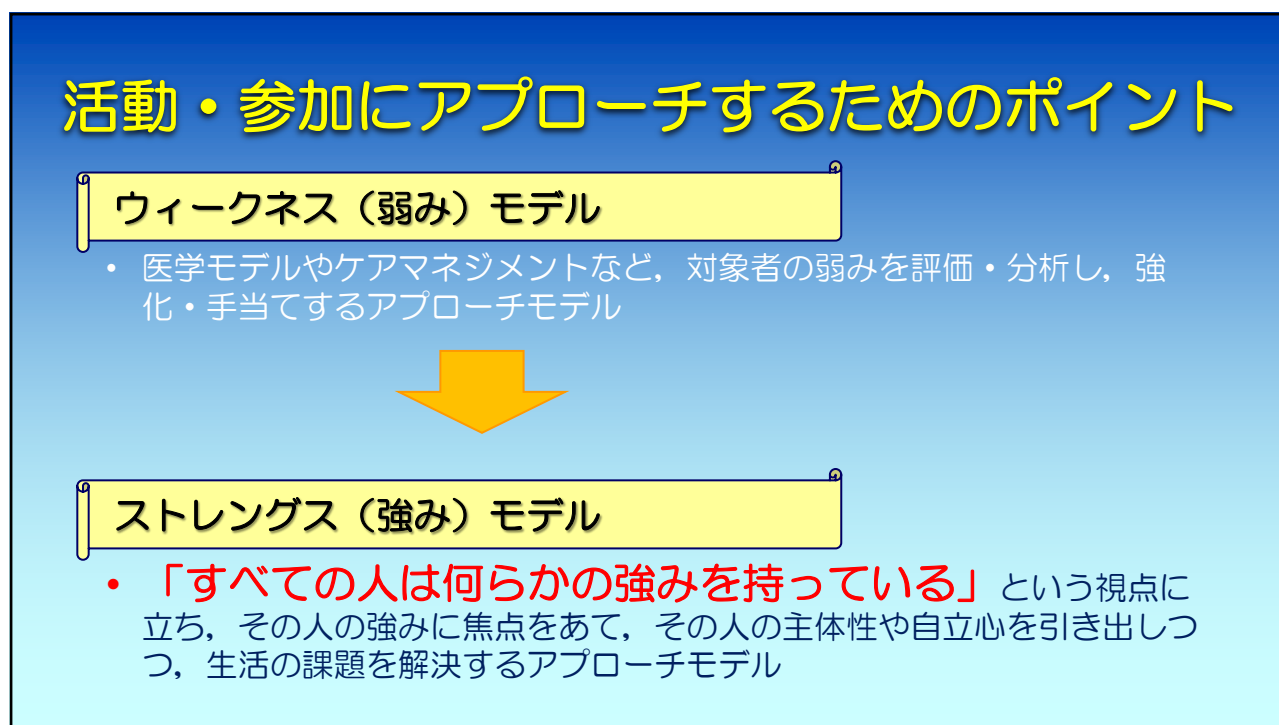 活動・参加にアプローチするためのポイント
ウィークネス（弱み）モデル
• 医学モデルやケアマネジメントなど，対象者の弱みを評価・分析し，強
化・手当てするアプローチモデル
ストレングス（強み）モデル
• 「すべての人は何らかの強みを持っている」という視点に
立ち，その人の強みに焦点をあて，その人の主体性や自立心を引き出しつ
つ，生活の課題を解決するアプローチモデル